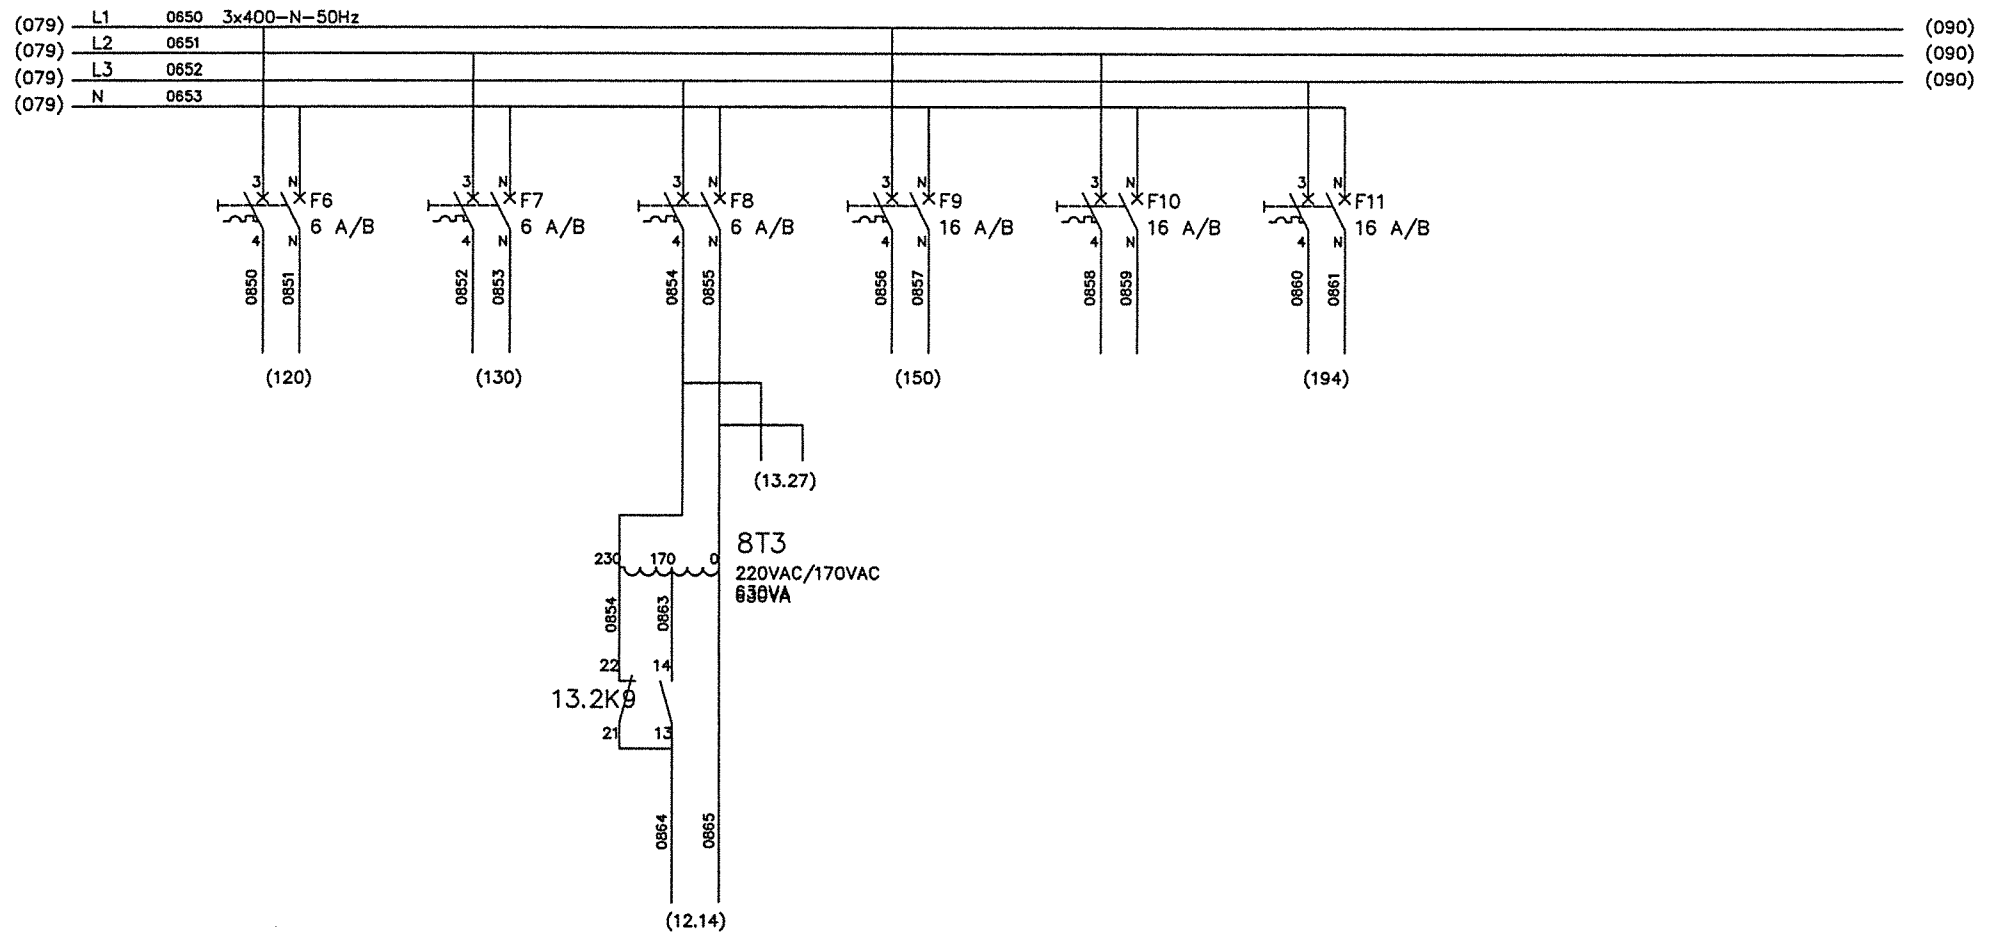 (079) L1 0650 3x400-N-50Hz (090)
(079) L2 0651 (090)
(079) L3 0652 (090)
(079) N 0653
3 N 3 N 3 N 3 N 3 N 3 N
F6 F7 F8 F9 F10 F11
6 A/B 6 A/B 6 A/B 16 A/B 16 A/B 16 A/B
4 N 4 N 4 N 4 N 4 N 4 N
0850 0851 0852 0853 0854 0855 0856 0857 0858 0859 0860 0861
(120) (130) (150) (194)
(13.27)
8T3
230 170 0
220VAC/170VAC
630VA
0854 0863
22 14
13.2K9
21 13
0864 0865
(12.14)